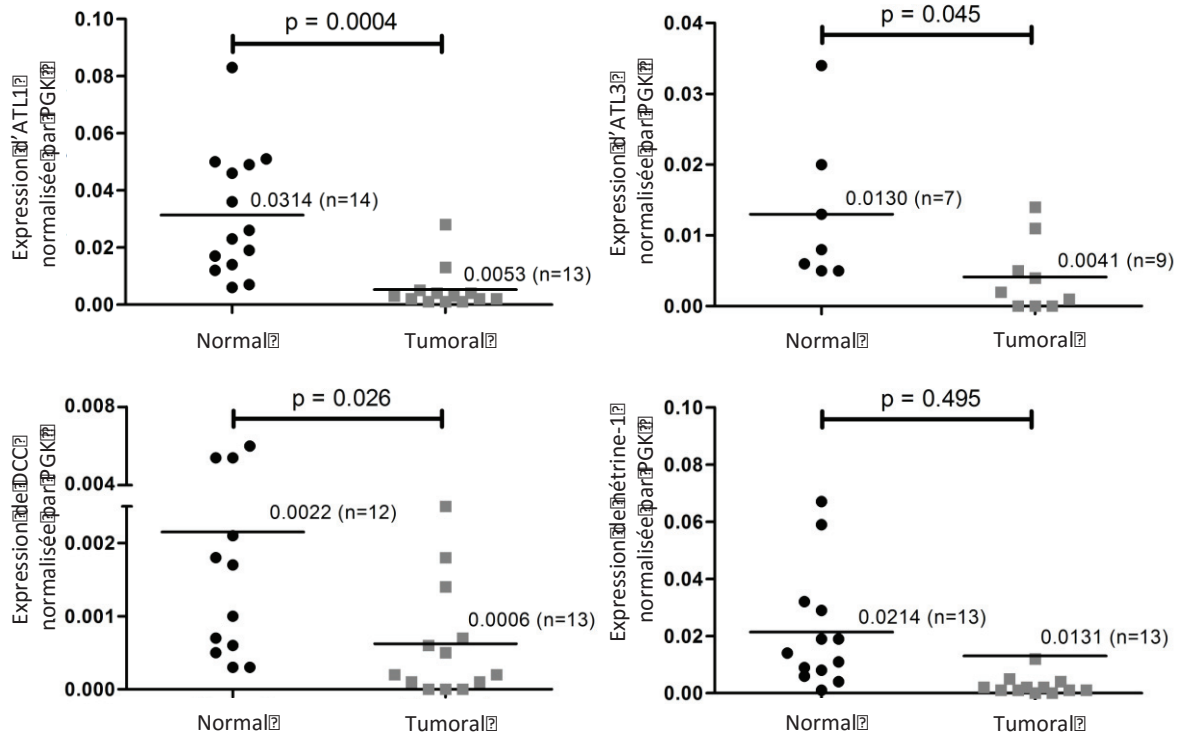 p = 0.0004
Expression⍰d'ATL1⍰
normalisée⍰par⍰PGK⍰⍰
0.10
0.08
0.06
0.04
0.02
0.00
0.0314 (n=14)
0.0053 (n=13)
Normal⍰
Tumoral⍰
p = 0.045
Expression⍰d'ATL3⍰
normalisée⍰par⍰PGK⍰⍰
0.04
0.03
0.02
0.01
0.00
0.0130 (n=7)
0.0041 (n=9)
Normal⍰
Tumoral⍰
p = 0.026
Expression⍰de⍰DCC⍰
normalisée⍰par⍰PGK⍰⍰
0.008
0.004
0.002
0.001
0.000
0.0022 (n=12)
0.0006 (n=13)
Normal⍰
Tumoral⍰
p = 0.495
Expression⍰de⍰nétrine-1⍰
normalisée⍰par⍰PGK⍰⍰
0.10
0.08
0.06
0.04
0.02
0.00
0.0214 (n=13)
0.0131 (n=13)
Normal⍰
Tumoral⍰